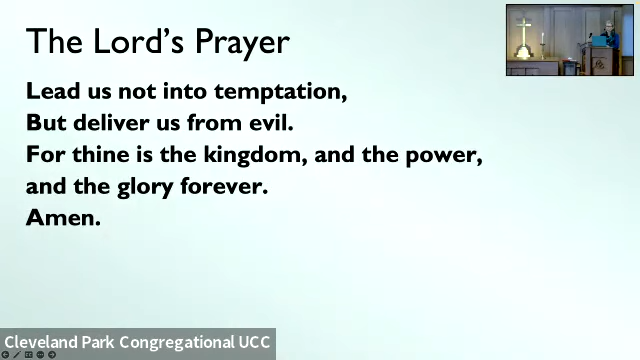 The Lord's Prayer
Lead us not into temptation,
But deliver us from evil.
For thine is the kingdom, and the power,
and the glory forever.
Amen.
Cleveland Park Congregational UCC